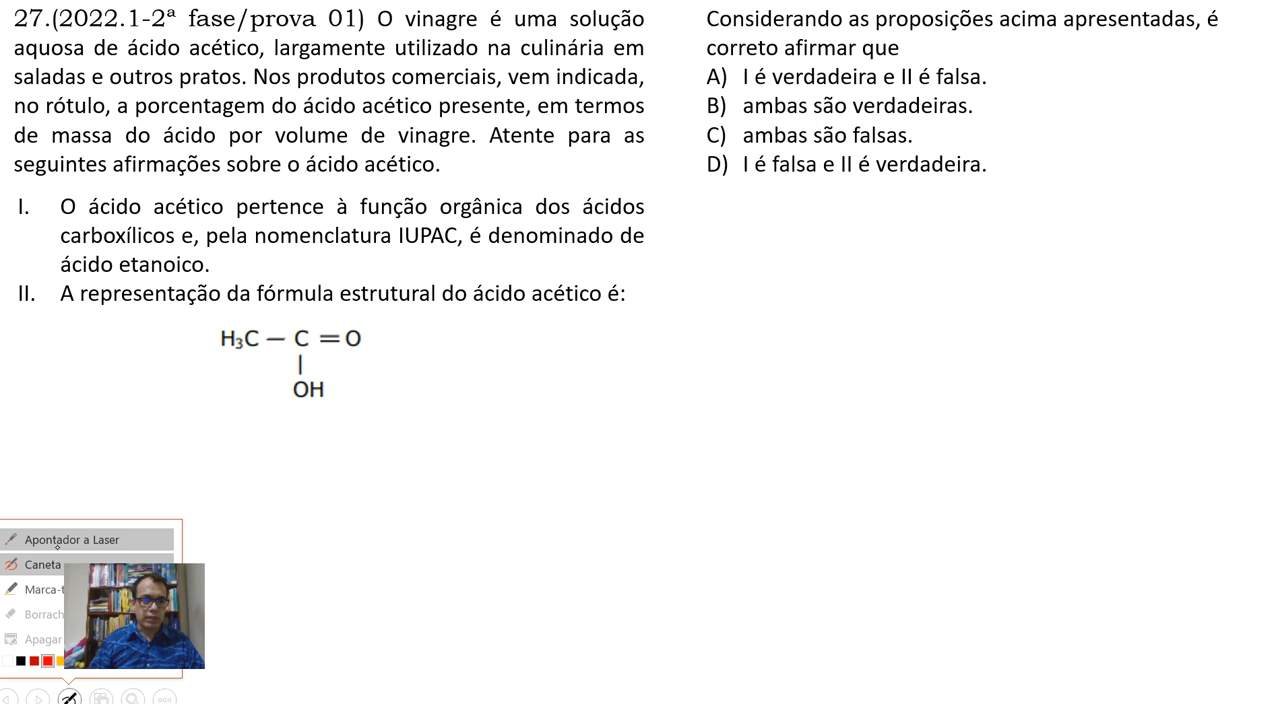 27.(2022.1-2ª fase/prova 01) O vinagre é uma solução
aquosa de ácido acético, largamente utilizado na culinária em
saladas e outros pratos. Nos produtos comerciais, vem indicada,
no rótulo, a porcentagem do ácido acético presente, em termos
de massa do ácido por volume de vinagre. Atente para as
seguintes afirmações sobre o ácido acético.
I. O ácido acético pertence à função orgânica dos ácidos
carboxílicos e, pela nomenclatura IUPAC, é denominado de
ácido etanoico.
II. A representação da fórmula estrutural do ácido acético é:
H₃C — C = O
|
OH
Considerando as proposições acima apresentadas, é
correto afirmar que
A) I é verdadeira e II é falsa.
B) ambas são verdadeiras.
C) ambas são falsas.
D) I é falsa e II é verdadeira.
Apontador a Laser
Caneta
Marca-t
Borrach
Apagar